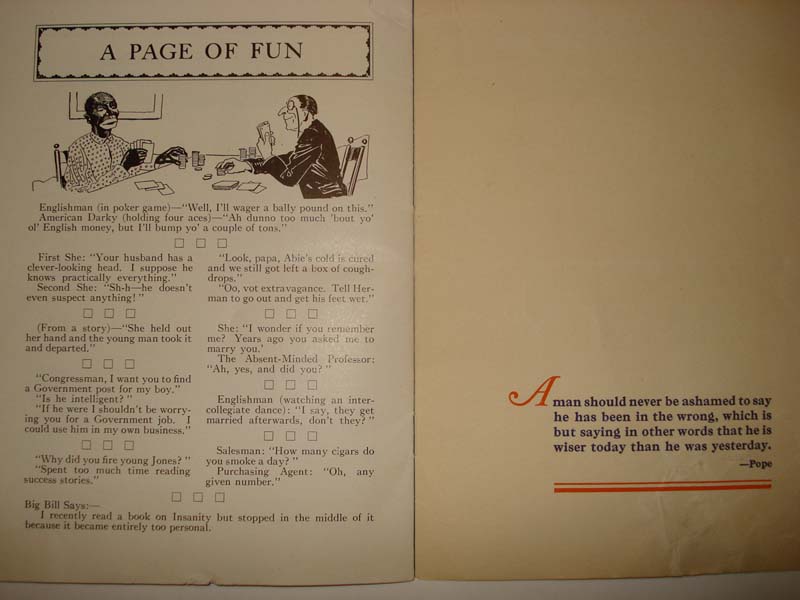 A PAGE OF FUN
Englishman (in poker game)—"Well, I'll wager a bally pound on this."
American Darky (holding four aces)—"Ah dunno too much 'bout yo'
ol' English money, but I'll bump yo' a couple of tons."
First She: "Your husband has a
clever-looking head. I suppose he
knows practically everything."
Second She: "Sh-h—he doesn't
even suspect anything!"
(From a story)—"She held out
her hand and the young man took it
and departed."
"Congressman, I want you to find
a Government post for my boy."
"Is he intelligent?"
"If he were I shouldn't be worry-
ing you for a Government job. I
could use him in my own business."
"Why did you fire young Jones?"
"Spent too much time reading
success stories."
"Look, papa, Abie's cold is cured
and we still got left a box of cough-
drops."
"Oo, vot extravagance. Tell Her-
man to go out and get his feet wet."
She: "I wonder if you remember
me? Years ago you asked me to
marry you.'
The Absent-Minded Professor:
"Ah, yes, and did you?"
Englishman (watching an inter-
collegiate dance): "I say, they get
married afterwards, don't they?"
Salesman: "How many cigars do
you smoke a day?"
Purchasing Agent: "Oh, any
given number."
Big Bill Says:—
I recently read a book on Insanity but stopped in the middle of it
because it became entirely too personal.
A man should never be ashamed to say
he has been in the wrong, which is
but saying in other words that he is
wiser today than he was yesterday.
—Pope